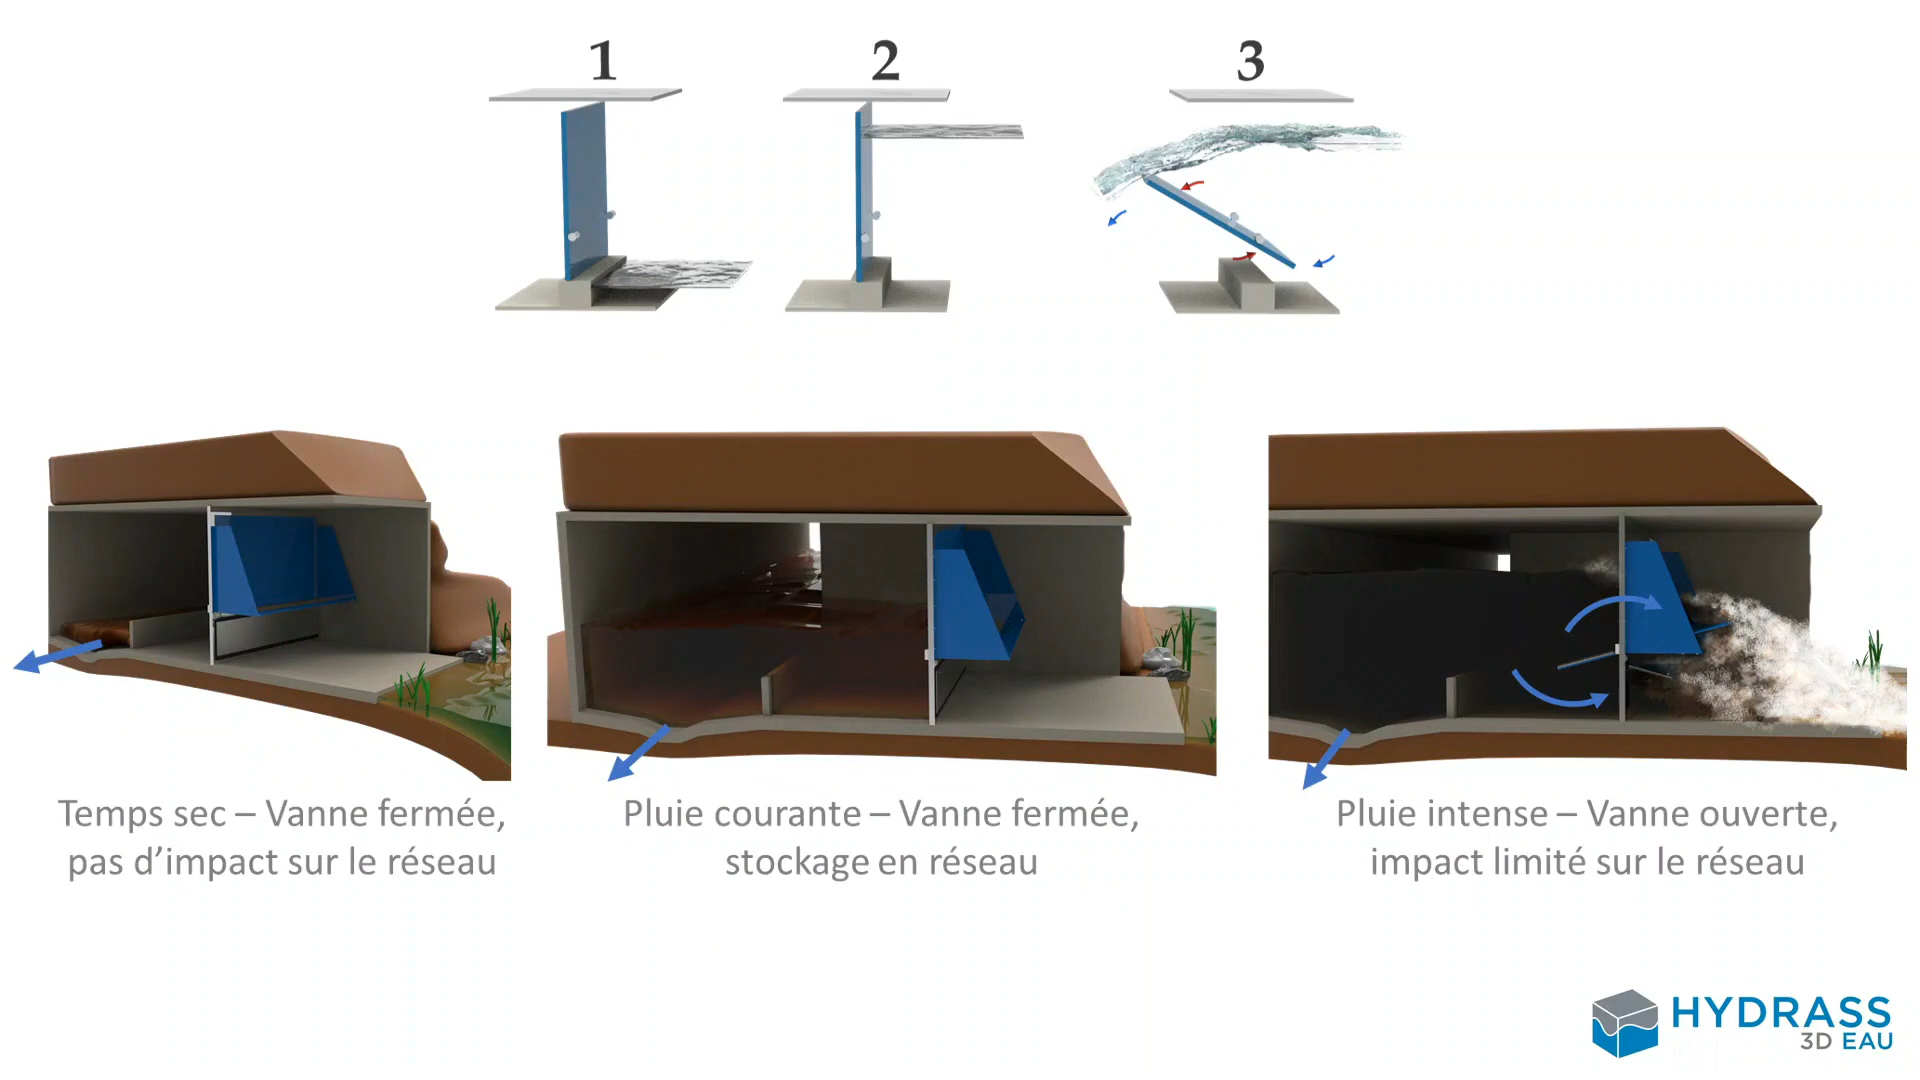 1
2
3
Temps sec – Vanne fermée,
pas d’impact sur le réseau
Pluie courante – Vanne fermée,
stockage en réseau
Pluie intense – Vanne ouverte,
impact limité sur le réseau
HYDRASS
3D EAU